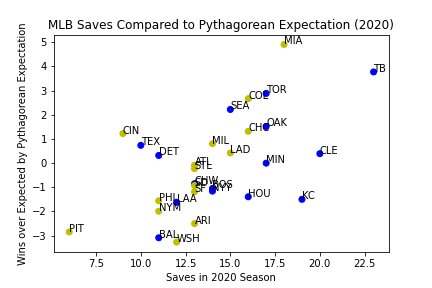 MLB Saves Compared to Pythagorean Expectation (2020)
Wins over Expected by Pythagorean Expectation
5
4
3
2
1
0
−1
−2
−3
MIA
TB
TOR
COL
SEA
OAK
CHC
CIN
TEX
MIL
DET
LAD
CLE
MIN
ATL
STL
CHW
SD
BOS
NYY
SF
HOU
KC
PHI
LAA
NYM
ARI
PIT
BAL
WSH
7.5 10.0 12.5 15.0 17.5 20.0 22.5
Saves in 2020 Season